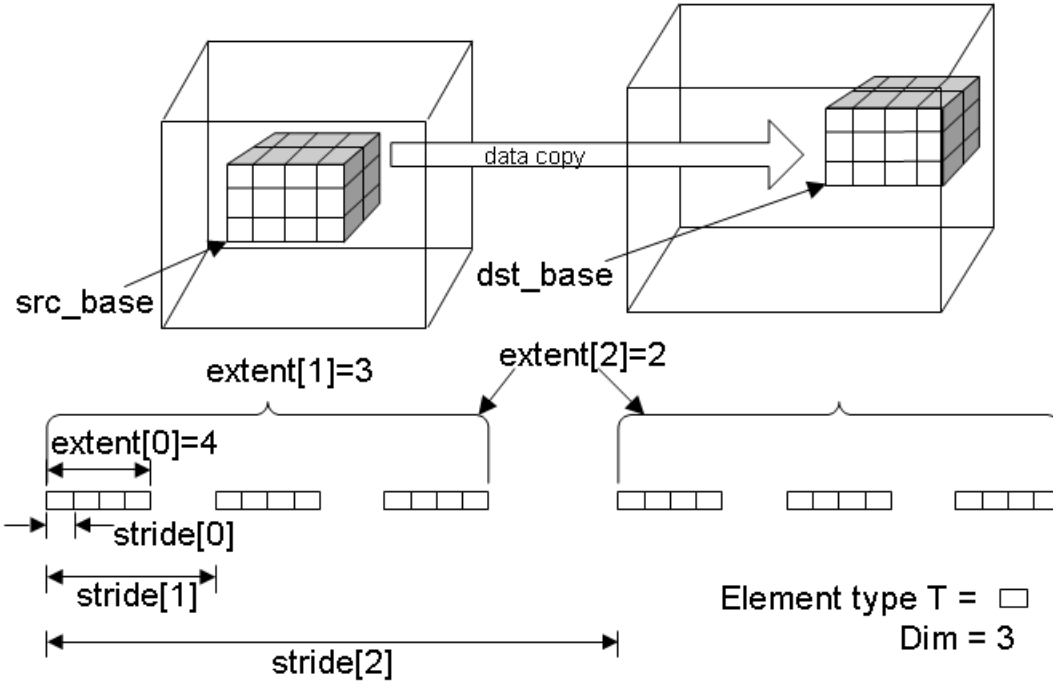 data copy
src_base
dst_base
extent[1]=3
extent[2]=2
extent[0]=4
stride[0]
stride[1]
stride[2]
Element type T =
Dim = 3